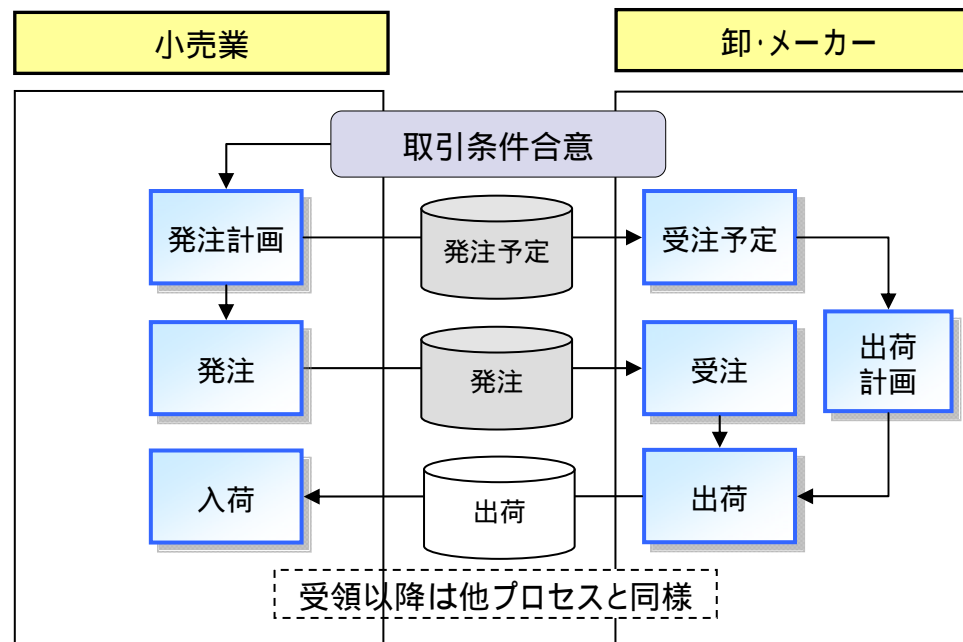 小売業
卸・メーカー
取引条件合意
発注計画
発注予定
受注予定
発注
発注
受注
出荷
計画
入荷
出荷
出荷
受領以降は他プロセスと同様